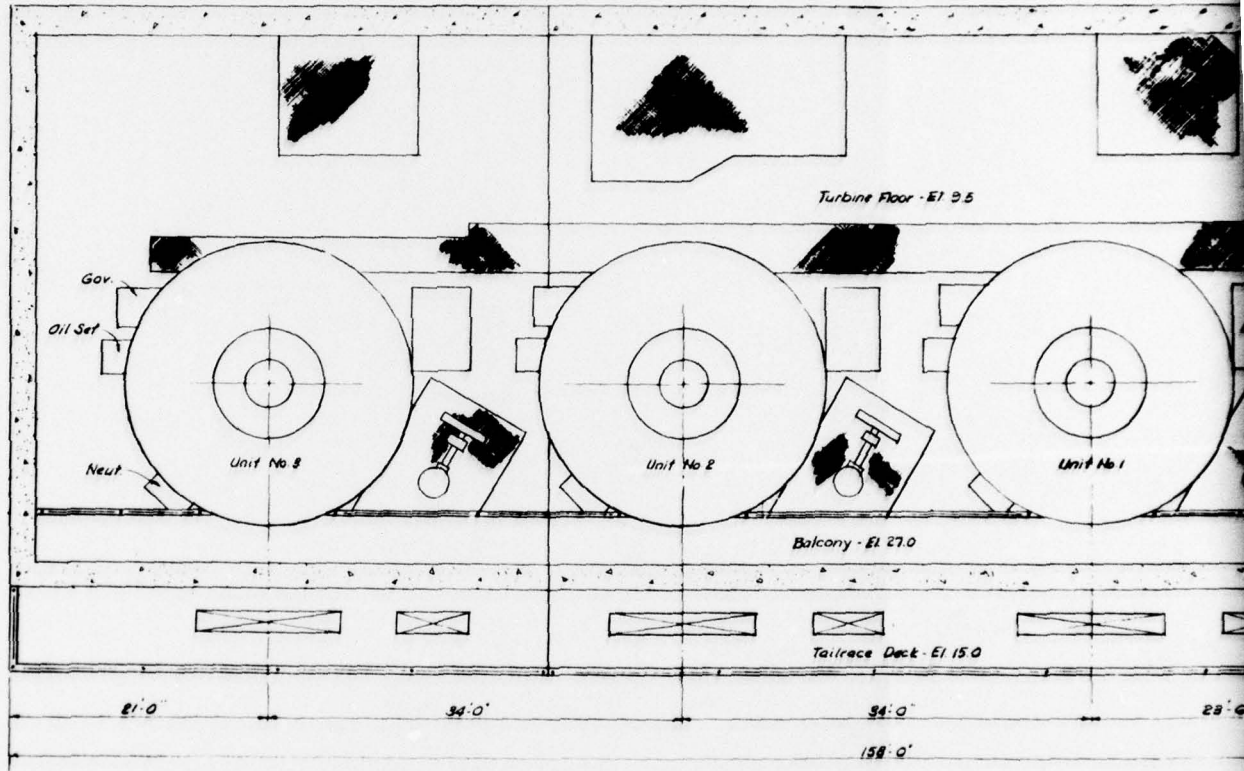 Turbine Floor - El. 9.5
Gov.
Oil Set
Neut.
Unit No. 3
Unit No. 2
Unit No. 1
Balcony - El. 27.0
Tailrace Deck - El. 15.0
21'-0"
34'-0"
34'-0"
158'-0"